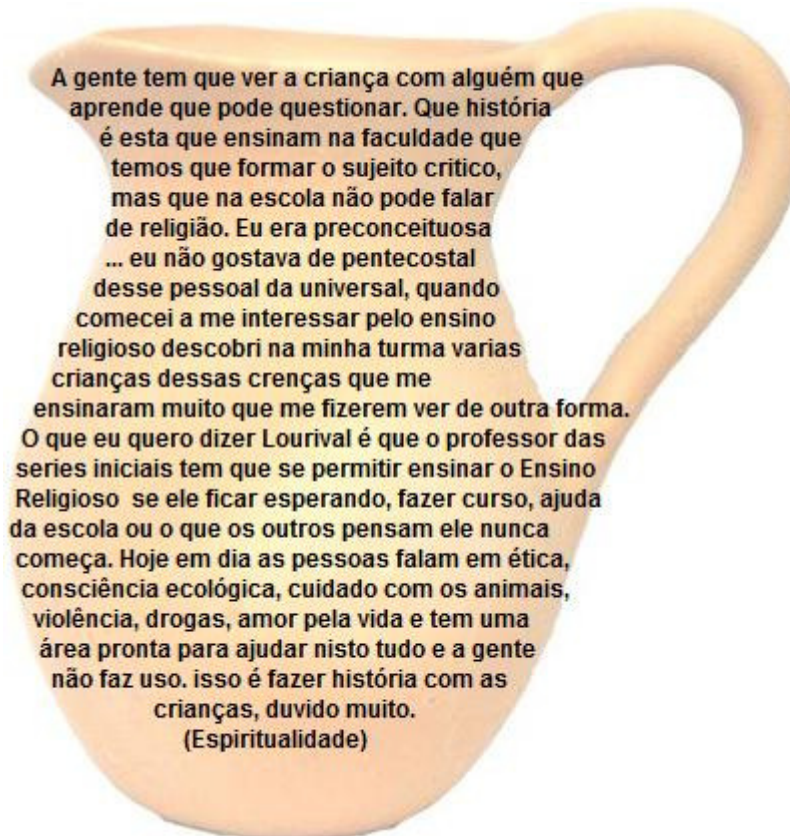 A gente tem que ver a criança com alguém que
aprende que pode questionar. Que história
é esta que ensinam na faculdade que
temos que formar o sujeito critico,
mas que na escola não pode falar
de religião. Eu era preconceituosa
... eu não gostava de pentecostal
desse pessoal da universal, quando
comecei a me interessar pelo ensino
religioso descobri na minha turma varias
crianças dessas crenças que me
ensinaram muito que me fizerem ver de outra forma.
O que eu quero dizer Lourival é que o professor das
series iniciais tem que se permitir ensinar o Ensino
Religioso se ele ficar esperando, fazer curso, ajuda
da escola ou o que os outros pensam ele nunca
começa. Hoje em dia as pessoas falam em ética,
consciência ecológica, cuidado com os animais,
violência, drogas, amor pela vida e tem uma
área pronta para ajudar nisto tudo e a gente
não faz uso. isso é fazer história com as
crianças, duvido muito.
(Espiritualidade)